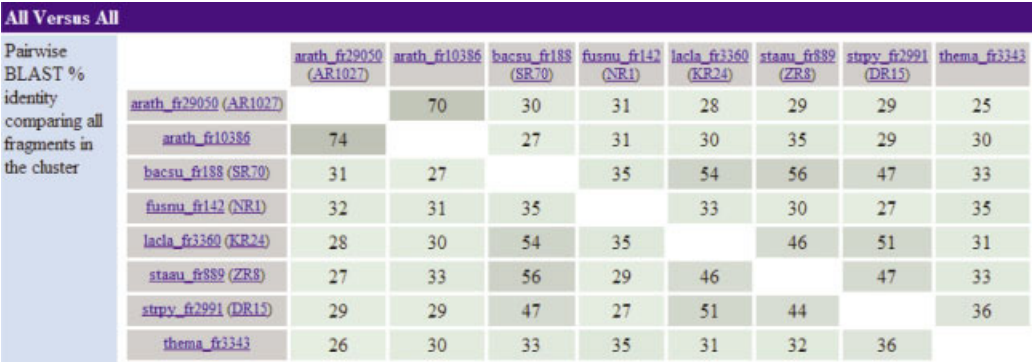 All Versus All
Pairwise
BLAST %
identity
comparing all
fragments in
the cluster
arath_fr29050 arath_fr10386 bacsu_fr188 fusnu_fr142 lacla_fr3360 staau_fr889 strpy_fr2991 thema_fr3343
(AR1027) (SR70) (NR1) (KR24) (ZR8) (DR15)
arath_fr29050 (AR1027) 70 30 31 28 29 29 25
arath_fr10386 74 27 31 30 35 29 30
bacsu_fr188 (SR70) 31 27 35 54 56 47 33
fusnu_fr142 (NR1) 32 31 35 33 30 27 35
lacla_fr3360 (KR24) 28 30 54 35 46 51 31
staau_fr889 (ZR8) 27 33 56 29 46 47 33
strpy_fr2991 (DR15) 29 29 47 27 51 44 36
thema_fr3343 26 30 33 35 31 32 36